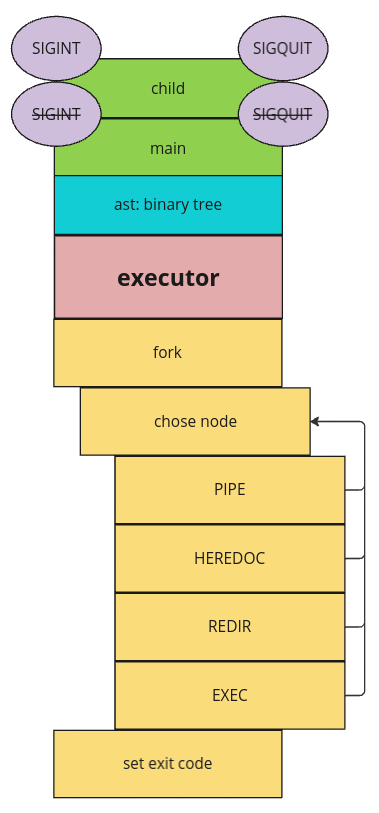 SIGINT
SIGQUIT
child
SIGINT
SIGQUIT
main
ast: binary tree
executor
fork
chose node
PIPE
HEREDOC
REDIR
EXEC
set exit code